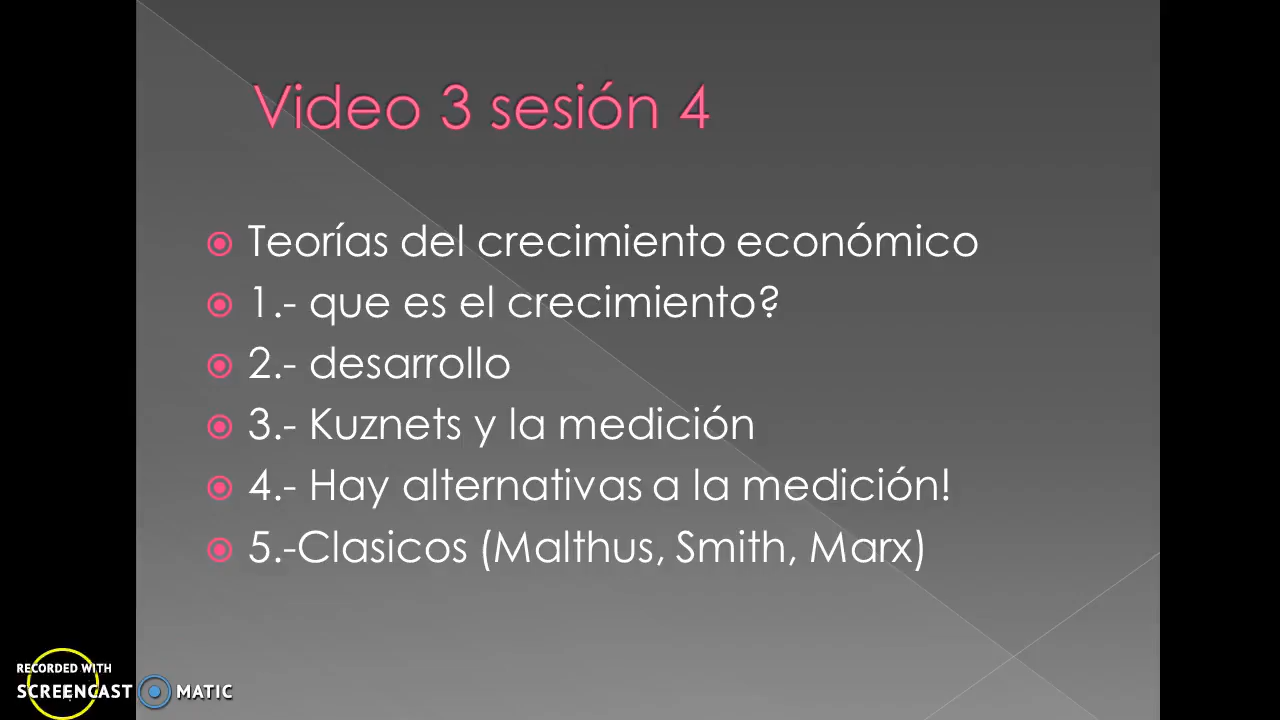 Video 3 sesión 4
Teorías del crecimiento económico
1.- que es el crecimiento?
2.- desarrollo
3.- Kuznets y la medición
4.- Hay alternativas a la medición!
5.-Clasicos (Malthus, Smith, Marx)
RECORDED WITH
SCREENCAST MATIC